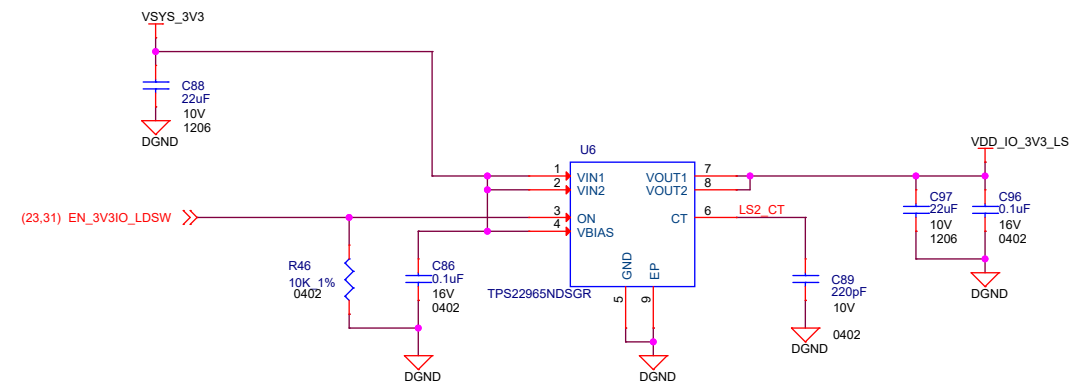 VSYS_3V3
C88
22uF
10V
1206
DGND
U6
VDD_IO_3V3_LS
1 VIN1 VOUT1 7
2 VIN2 VOUT2 8
(23,31) EN_3V3IO_LDSW
3 ON CT 6 LS2_CT
4 VBIAS
C97
22uF
10V
1206
C96
0.1uF
16V
0402
DGND
R46
10K_1%
0402
C86
0.1uF
16V
0402
DGND
GND EP
5 9
TPS22965NDSGR
DGND
C89
220pF
10V
0402
DGND